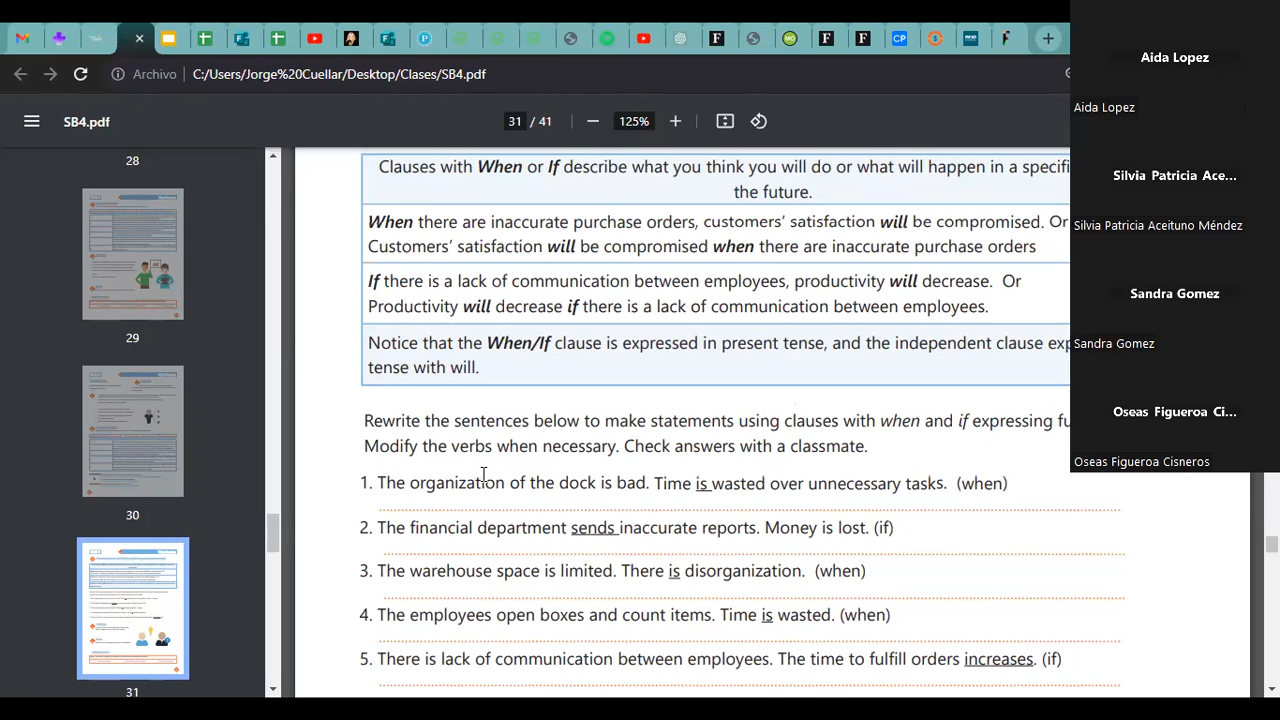 Archivo
C:/Users/Jorge%20Cuellar/Desktop/Clases/SB4.pdf
SB4.pdf
31 / 41
125%
28
29
30
31
Clauses with When or If describe what you think you will do or what will happen in a specifi
the future.
When there are inaccurate purchase orders, customers' satisfaction will be compromised. Or
Customers' satisfaction will be compromised when there are inaccurate purchase orders
If there is a lack of communication between employees, productivity will decrease. Or
Productivity will decrease if there is a lack of communication between employees.
Notice that the When/If clause is expressed in present tense, and the independent clause exp
tense with will.
Rewrite the sentences below to make statements using clauses with when and if expressing fu
Modify the verbs when necessary. Check answers with a classmate.
1. The organization of the dock is bad. Time is wasted over unnecessary tasks. (when)
2. The financial department sends inaccurate reports. Money is lost. (if)
3. The warehouse space is limited. There is disorganization. (when)
4. The employees open boxes and count items. Time is wasted. (when)
5. There is lack of communication between employees. The time to fulfill orders increases. (if)
Aida Lopez
Aida Lopez
Silvia Patricia Ace...
Silvia Patricia Aceituno Méndez
Sandra Gomez
Sandra Gomez
Oseas Figueroa Ci...
Oseas Figueroa Cisneros